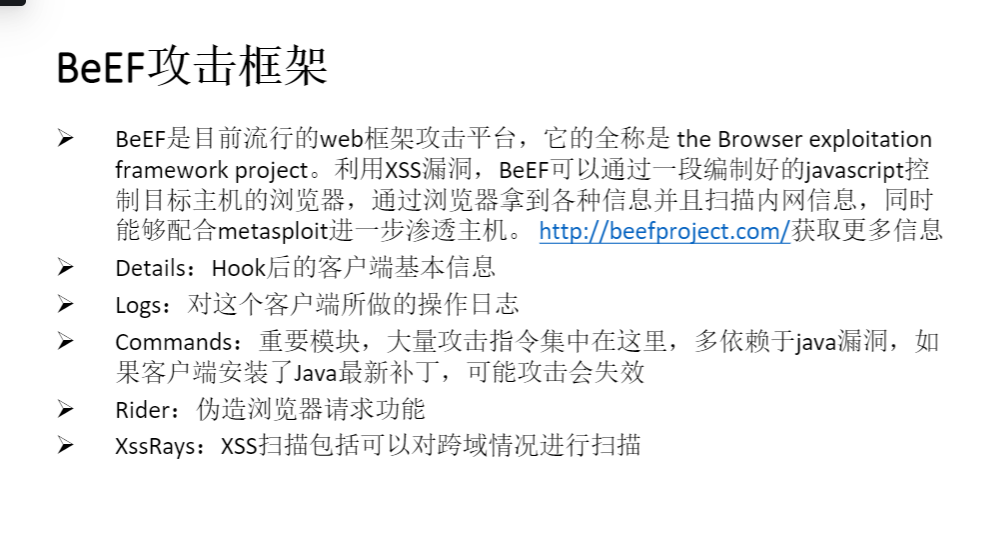 BeEF攻击框架
➢ BeEF是目前流行的web框架攻击平台，它的全称是 the Browser exploitation
framework project。利用XSS漏洞，BeEF可以通过一段编制好的javascript控
制目标主机的浏览器，通过浏览器拿到各种信息并且扫描内网信息，同时
能够配合metasploit进一步渗透主机。 http://beefproject.com/获取更多信息
➢ Details：Hook后的客户端基本信息
➢ Logs：对这个客户端所做的操作日志
➢ Commands：重要模块，大量攻击指令集中在这里，多依赖于java漏洞，如
果客户端安装了Java最新补丁，可能攻击会失效
➢ Rider：伪造浏览器请求功能
➢ XssRays：XSS扫描包括可以对跨域情况进行扫描